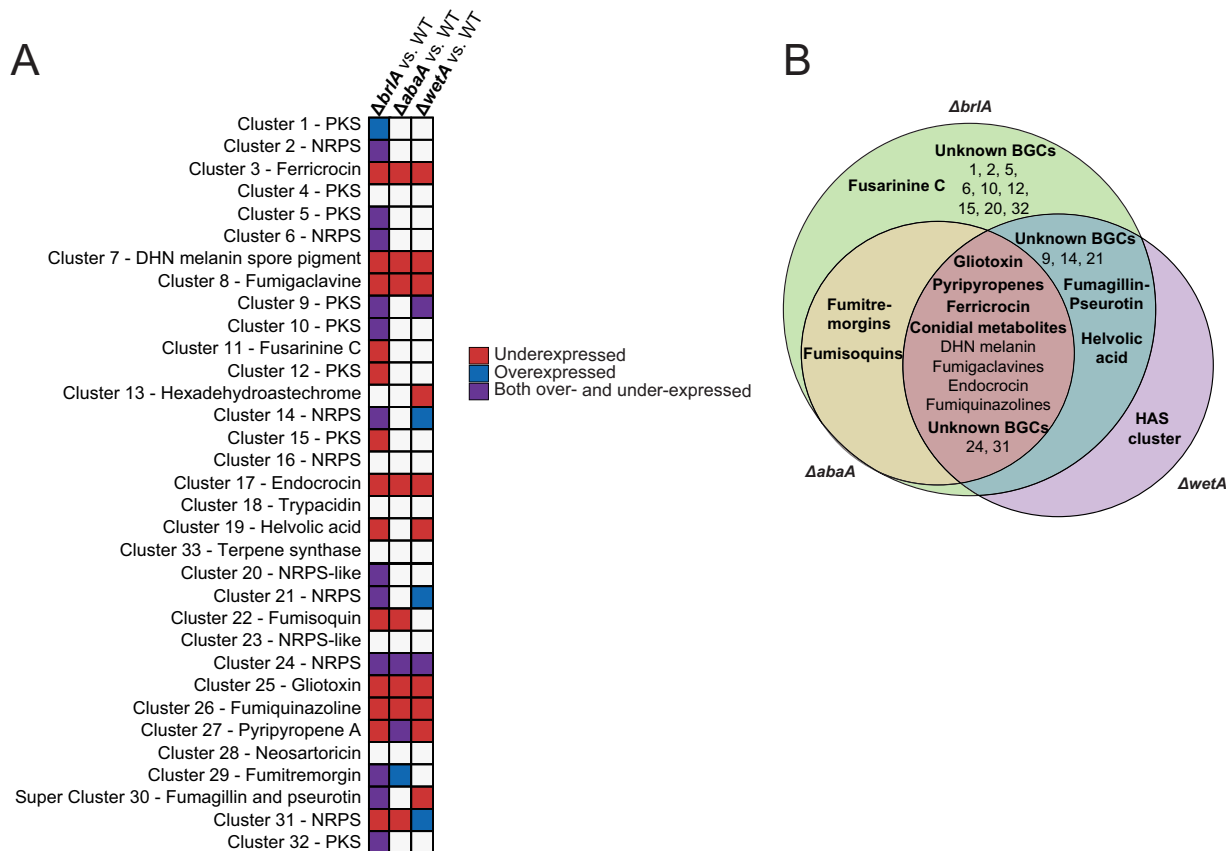 A
ΔbrlA vs. WT
ΔabaA vs. WT
ΔwetA vs. WT
Cluster 1 - PKS
Cluster 2 - NRPS
Cluster 3 - Ferricrocin
Cluster 4 - PKS
Cluster 5 - PKS
Cluster 6 - NRPS
Cluster 7 - DHN melanin spore pigment
Cluster 8 - Fumigaclavine
Cluster 9 - PKS
Cluster 10 - PKS
Cluster 11 - Fusarinine C
Cluster 12 - PKS
Cluster 13 - Hexadehydroastechrome
Cluster 14 - NRPS
Cluster 15 - PKS
Cluster 16 - NRPS
Cluster 17 - Endocrocin
Cluster 18 - Trypacidin
Cluster 19 - Helvolic acid
Cluster 33 - Terpene synthase
Cluster 20 - NRPS-like
Cluster 21 - NRPS
Cluster 22 - Fumisoquin
Cluster 23 - NRPS-like
Cluster 24 - NRPS
Cluster 25 - Gliotoxin
Cluster 26 - Fumiquinazoline
Cluster 27 - Pyripyropene A
Cluster 28 - Neosartoricin
Cluster 29 - Fumitremorgin
Super Cluster 30 - Fumagillin and pseurotin
Cluster 31 - NRPS
Cluster 32 - PKS
Underexpressed
Overexpressed
Both over- and under-expressed
B
ΔbrlA
Unknown BGCs
1, 2, 5,
6, 10, 12,
15, 20, 32
Fusarinine C
Unknown BGCs
9, 14, 21
Fumagillin-
Pseurotin
Helvolic
acid
Gliotoxin
Pyripyropenes
Ferricrocin
Conidial metabolites
DHN melanin
Fumigaclavines
Endocrocin
Fumiquinazolines
Unknown BGCs
24, 31
Fumitre-
morgins
Fumisoquins
HAS
cluster
ΔabaA
ΔwetA